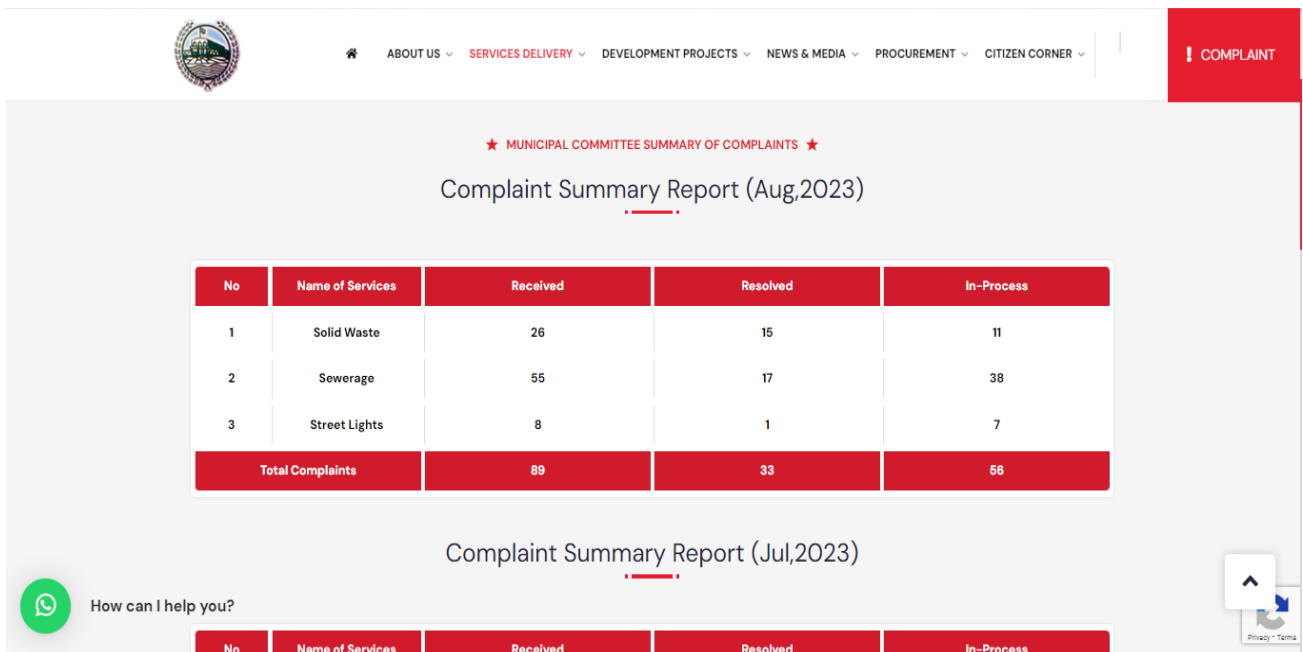 ABOUT US SERVICES DELIVERY DEVELOPMENT PROJECTS NEWS & MEDIA PROCUREMENT CITIZEN CORNER
! COMPLAINT
★ MUNICIPAL COMMITTEE SUMMARY OF COMPLAINTS ★
Complaint Summary Report (Aug,2023)
No Name of Services Received Resolved In-Process
1 Solid Waste 26 15 11
2 Sewerage 55 17 38
3 Street Lights 8 1 7
Total Complaints 89 33 56
Complaint Summary Report (Jul,2023)
How can I help you?
Privacy - Terms
No Name of Services Received Resolved In-Process